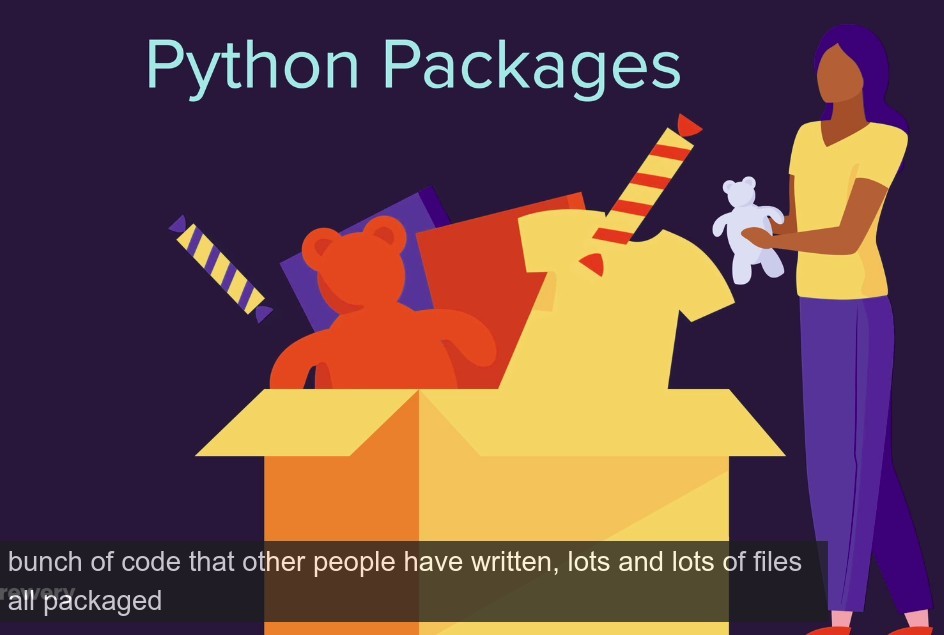 Python Packages
bunch of code that other people have written, lots and lots of files
all packaged